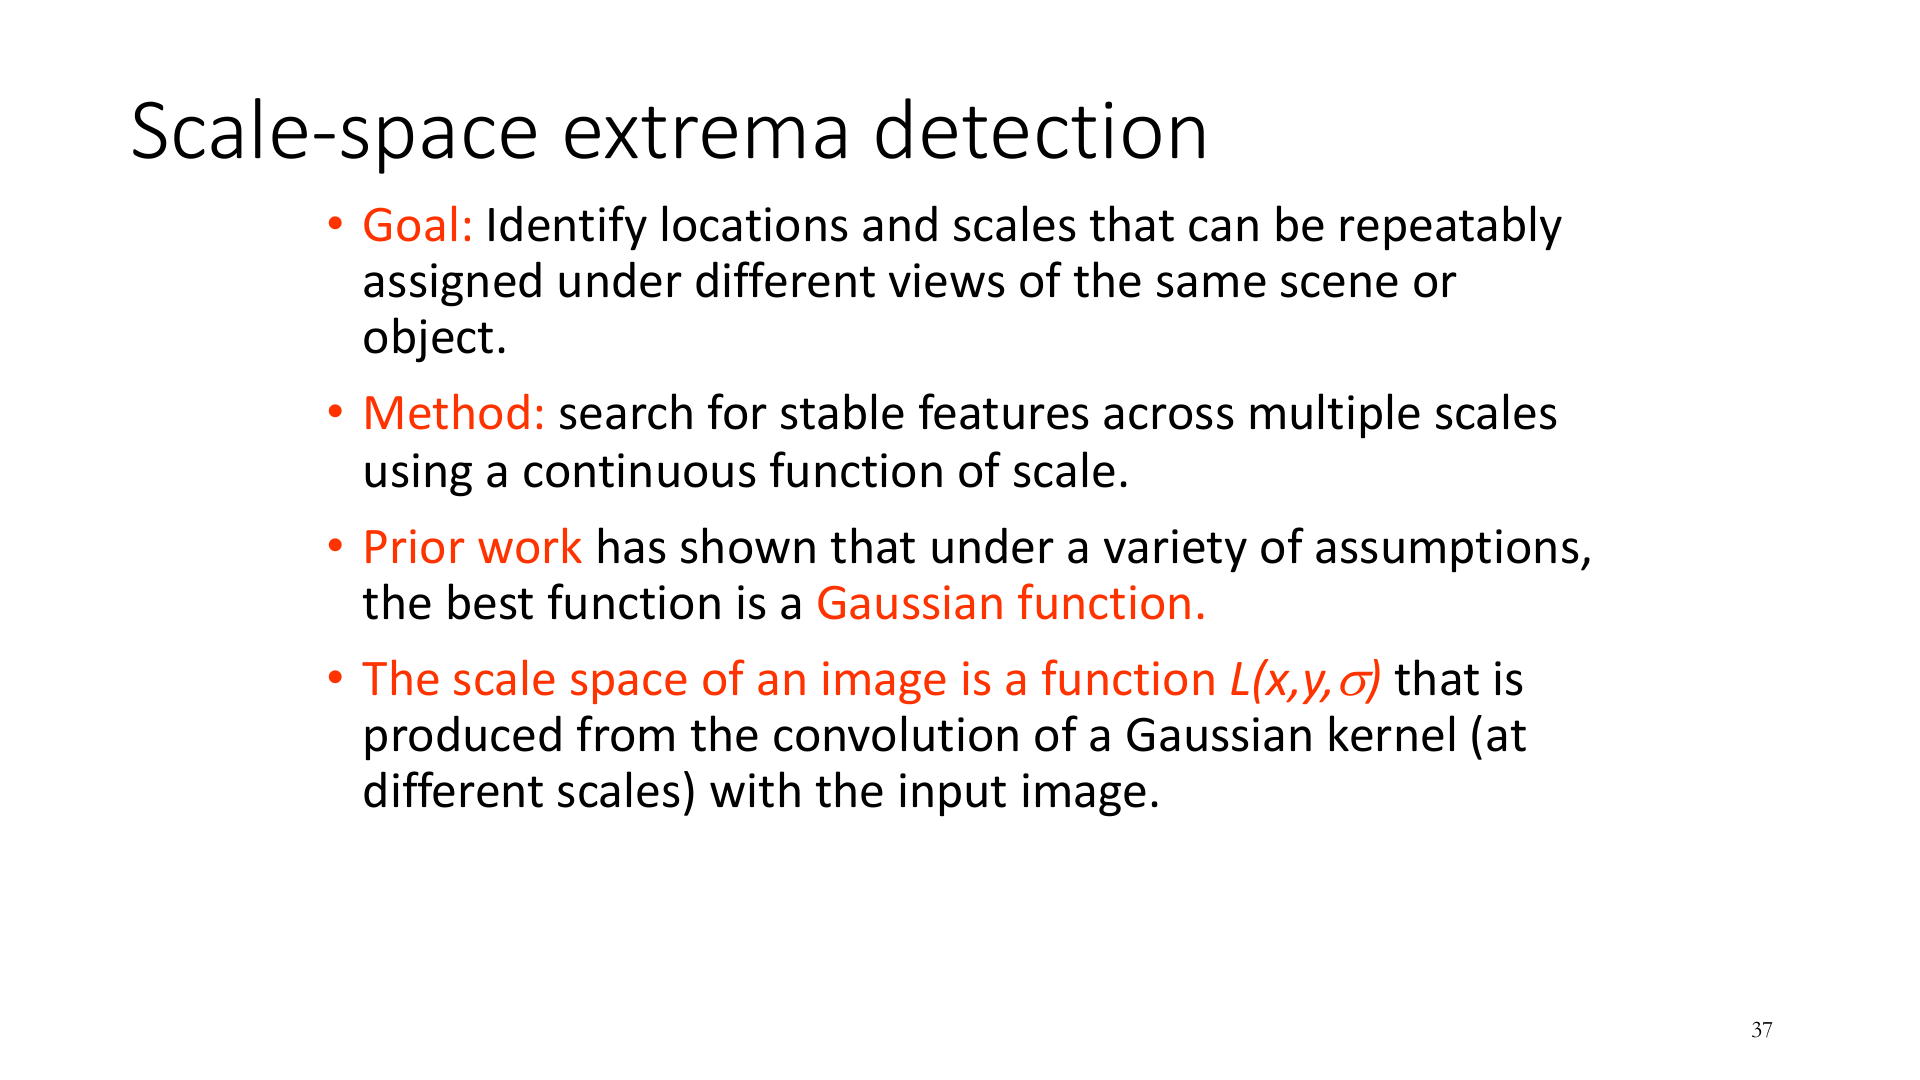 Scale-space extrema detection
• Goal: Identify locations and scales that can be repeatably
assigned under different views of the same scene or
object.
• Method: search for stable features across multiple scales
using a continuous function of scale.
• Prior work has shown that under a variety of assumptions,
the best function is a Gaussian function.
• The scale space of an image is a function L(x,y,σ) that is
produced from the convolution of a Gaussian kernel (at
different scales) with the input image.
37